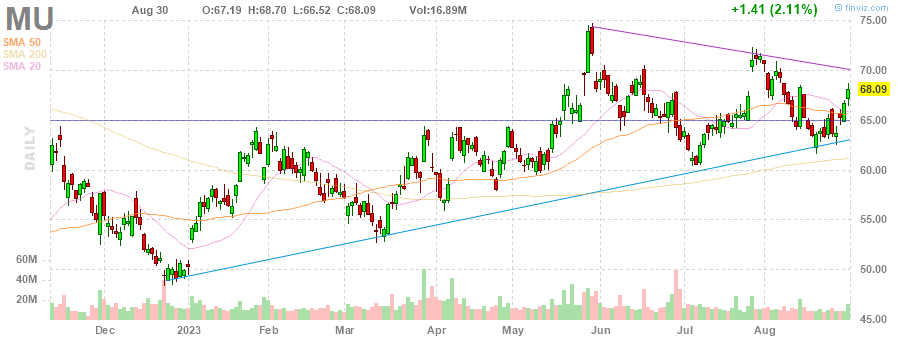 MU Aug 30 O:67.19 H:68.70 L:66.52 C:68.09 Vol:16.89M +1.41 (2.11%)
© finviz.com
SMA 50
SMA 200
SMA 20
DAILY
75.00
70.00
68.09
65.00
60.00
55.00
50.00
45.00
60M
40M
20M
Dec 2023 Feb Mar Apr May Jun Jul Aug